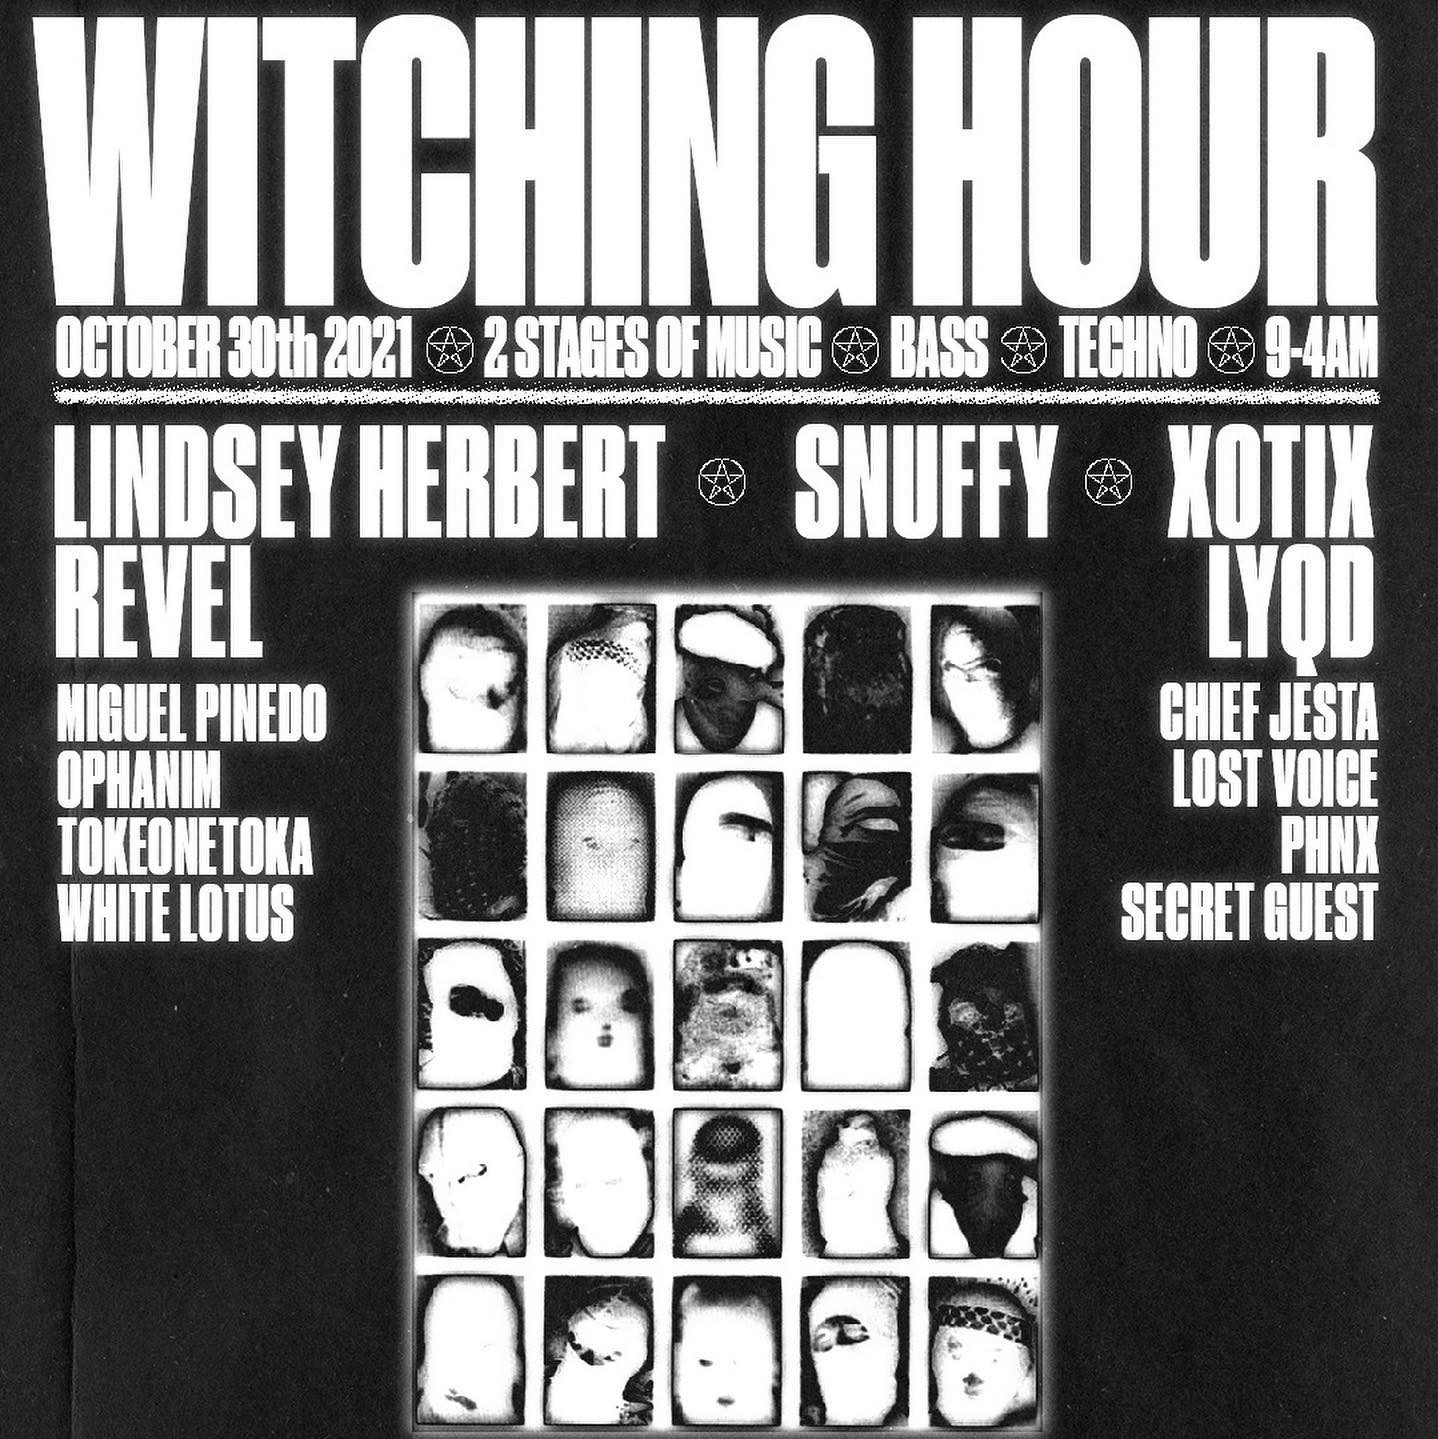 WITCHING HOUR
OCTOBER 30th 2021 2 STAGES OF MUSIC BASS TECHNO 9-4AM
LINDSEY HERBERT SNUFFY XOTIX
REVEL LYQD
MIGUEL PINEDO
OPHANIM
TOKEONETOKA
WHITE LOTUS
CHIEF JESTA
LOST VOICE
PHNX
SECRET GUEST